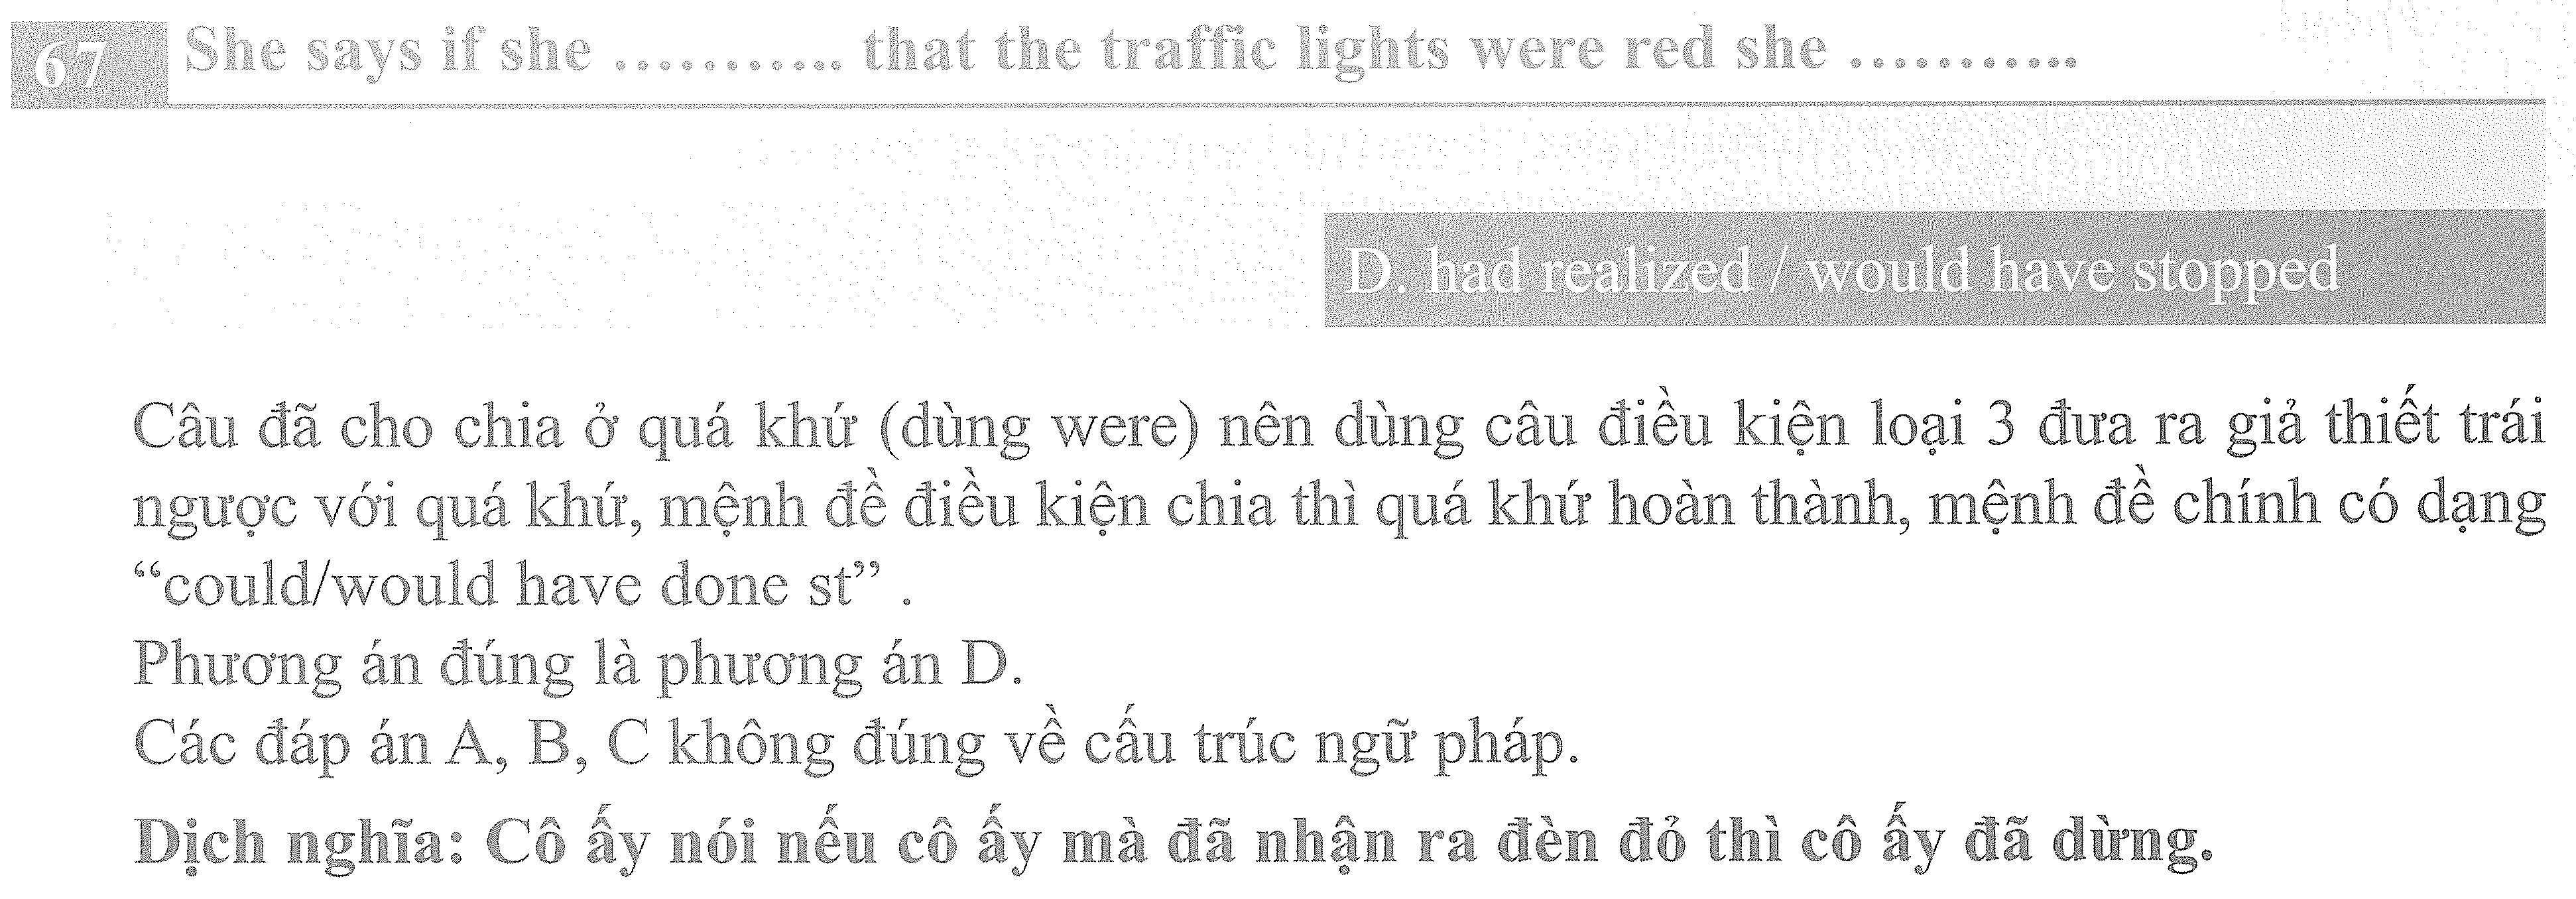 67 She says if she ........... that the traffic lights were red she ...........
D. had realized / would have stopped
Câu đã cho chia ở quá khứ (dùng were) nên dùng câu điều kiện loại 3 đưa ra giả thiết trái
ngược với quá khứ, mệnh đề điều kiện chia thì quá khứ hoàn thành, mệnh đề chính có dạng
“could/would have done st” .
Phương án đúng là phương án D.
Các đáp án A, B, C không đúng về cấu trúc ngữ pháp.
Dịch nghĩa: Cô ấy nói nếu cô ấy mà đã nhận ra đèn đỏ thì cô ấy đã dừng.